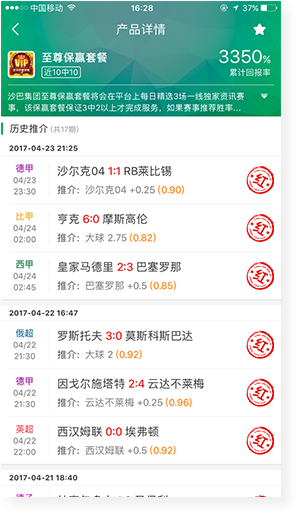 中国移动 16:28
产品详情
VIP
至尊保赢套餐
近10中10
3350%
累计回报率
沙巴集团至尊保赢套餐将会在平台上每日精选3场一线独家资讯赛
事，该保赢套餐保证3中2以上才完成服务，如果赛事推荐胜率...
历史推介 (共17期)
2017-04-23 21:25
德甲
04/23
23:30
沙尔克04 1:1 RB莱比锡
推介: 沙尔克04 +0.25 (0.90)
红
比甲
04/24
02:00
亨克 6:0 摩斯高伦
推介: 大球 2.75 (0.82)
红
西甲
04/24
02:45
皇家马德里 2:3 巴塞罗那
推介: 巴塞罗那 +0.5 (0.85)
红
2017-04-22 16:47
俄超
04/22
21:30
罗斯托夫 3:0 莫斯科斯巴达
推介: 大球 2 (0.92)
红
德甲
04/22
21:30
因戈尔施塔特 2:4 云达不莱梅
推介: 云达不莱梅 +0.25 (0.96)
红
英超
04/22
22:00
西汉姆联 0:0 埃弗顿
推介: 西汉姆联 +0.5 (0.92)
红
2017-04-21 18:40